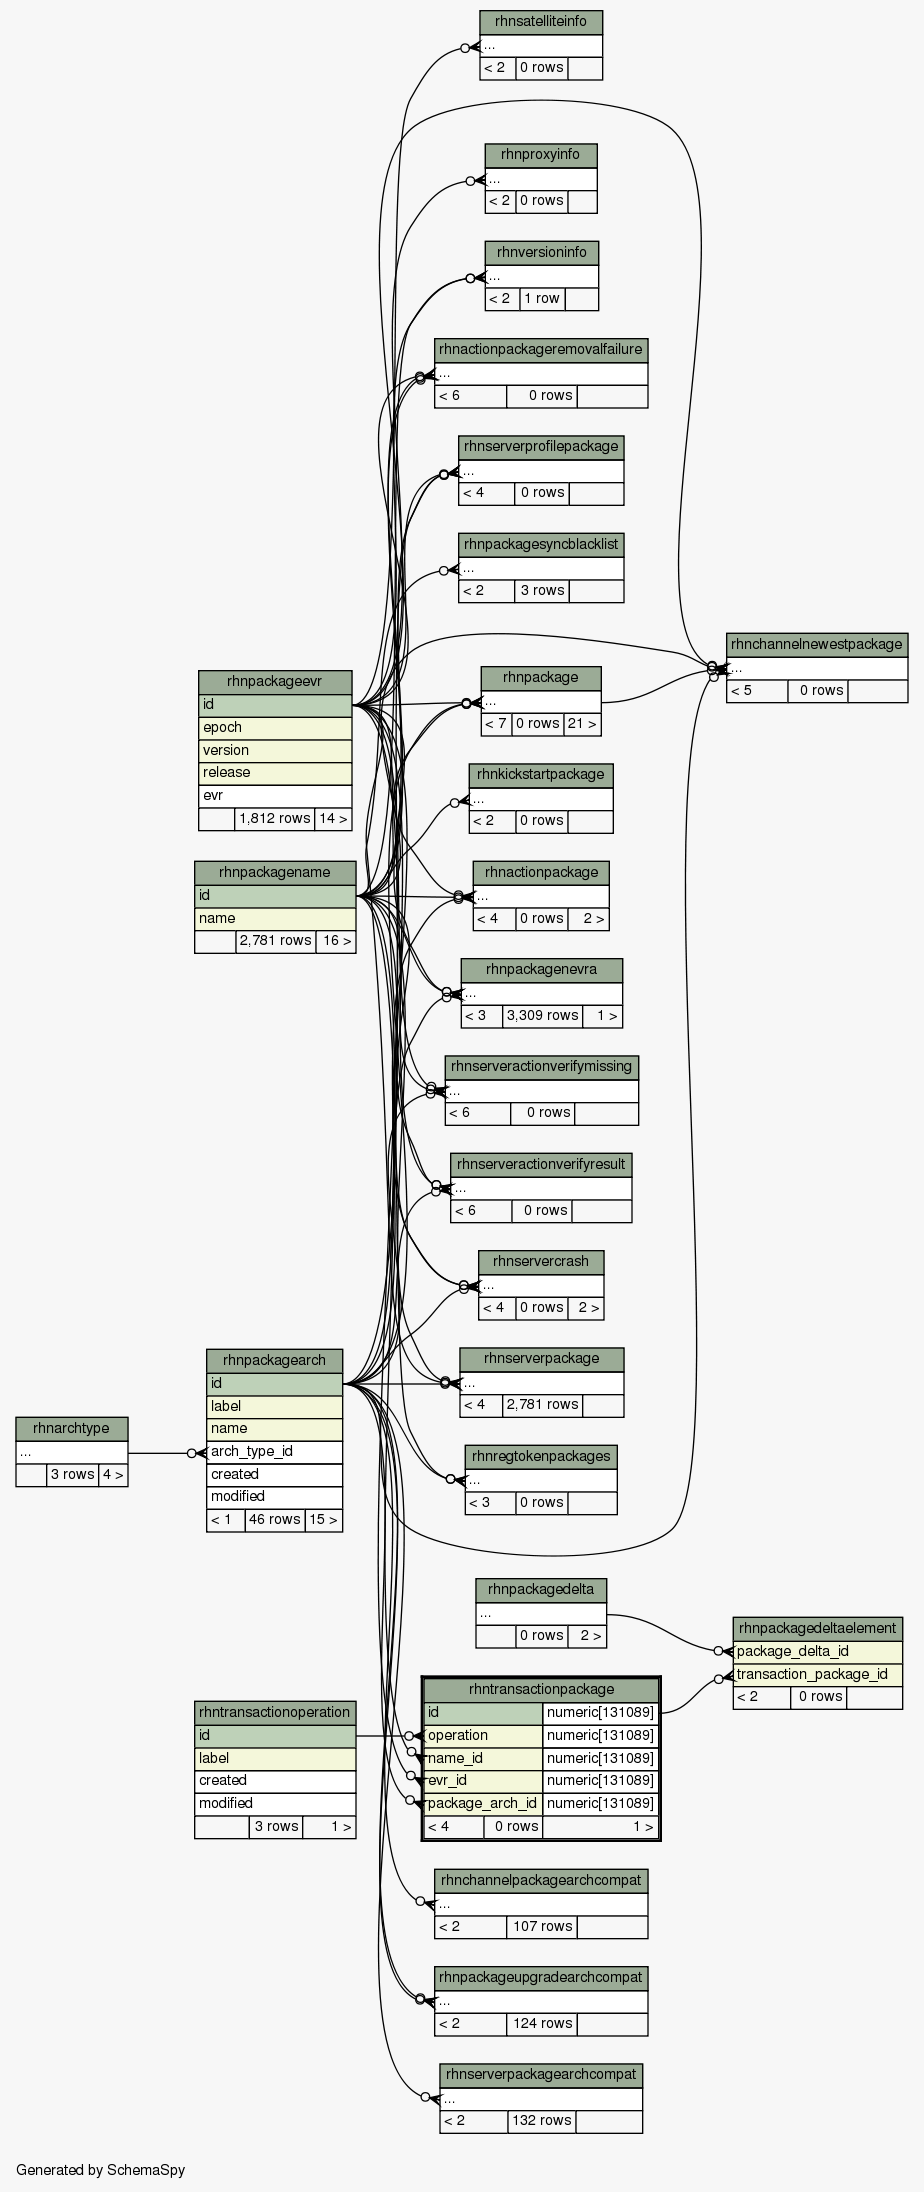 rhnsatelliteinfo
...
< 2 0 rows
rhnproxyinfo
...
< 2 0 rows
rhnversioninfo
...
< 2 1 row
rhnactionpackageremovalfailure
...
< 6 0 rows
rhnserverprofilepackage
...
< 4 0 rows
rhnpackagesyncblacklist
...
< 2 3 rows
rhnchannelnewestpackage
...
< 5 0 rows
rhnpackageevr
id
epoch
version
release
evr
1,812 rows 14 >
rhnpackage
...
< 7 0 rows 21 >
rhnkickstartpackage
...
< 2 0 rows
rhnpackagename
id
name
2,781 rows 16 >
rhnactionpackage
...
< 4 0 rows 2 >
rhnpackagenevra
...
< 3 3,309 rows 1 >
rhnserveractionverifymissing
...
< 6 0 rows
rhnserveractionverifyresult
...
< 6 0 rows
rhnservercrash
...
< 4 0 rows 2 >
rhnserverpackage
...
< 4 2,781 rows
rhnpackagearch
id
label
name
arch_type_id
created
modified
< 1 46 rows 15 >
rhnarchtype
...
3 rows 4 >
rhnregtokenpackages
...
< 3 0 rows
rhnpackagedelta
...
0 rows 2 >
rhnpackagedeltaelement
package_delta_id
transaction_package_id
< 2 0 rows
rhntransactionpackage
id numeric[131089]
operation numeric[131089]
name_id numeric[131089]
evr_id numeric[131089]
package_arch_id numeric[131089]
< 4 0 rows 1 >
rhntransactionoperation
id
label
created
modified
3 rows 1 >
rhnchannelpackagearchcompat
...
< 2 107 rows
rhnpackageupgradearchcompat
...
< 2 124 rows
rhnserverpackagearchcompat
...
< 2 132 rows
Generated by SchemaSpy